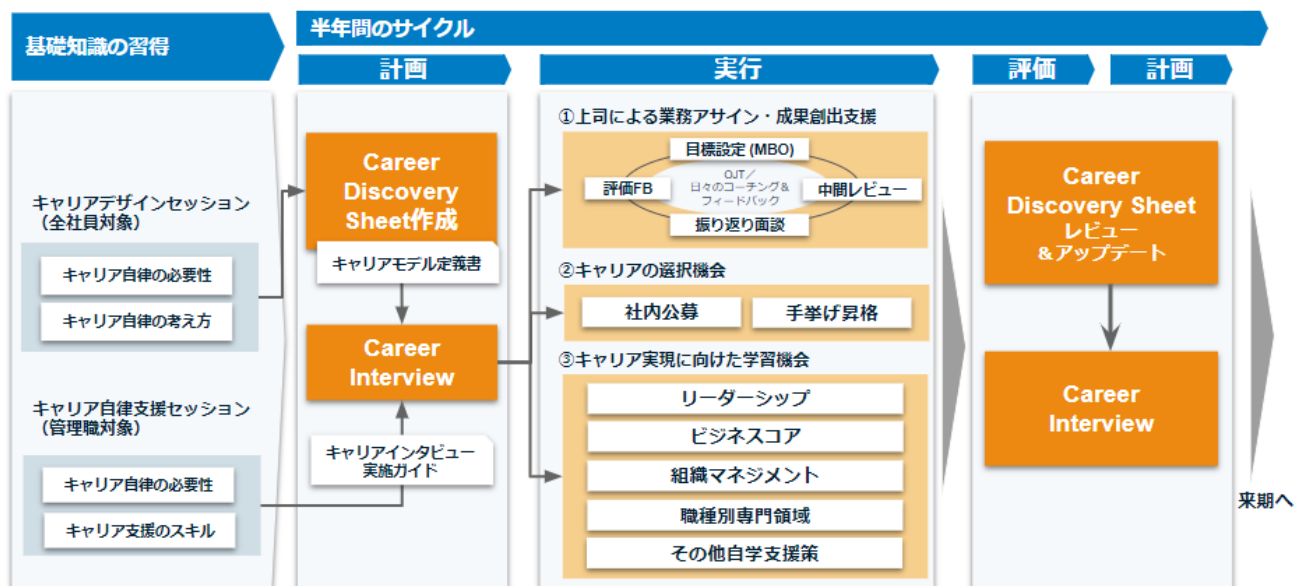 基礎知識の習得
半年間のサイクル
計画
実行
評価
計画
キャリアデザインセッション
（全社員対象）
キャリア自律の必要性
キャリア自律の考え方
キャリア自律支援セッション
（管理職対象）
キャリア自律の必要性
キャリア支援のスキル
Career
Discovery
Sheet作成
キャリアモデル定義書
Career
Interview
キャリアインタビュー
実施ガイド
①上司による業務アサイン・成果創出支援
目標設定 (MBO)
評価FB
OJT／
日々のコーチング&
フィードバック
中間レビュー
振り返り面談
②キャリアの選択機会
社内公募
手挙げ昇格
③キャリア実現に向けた学習機会
リーダーシップ
ビジネスコア
組織マネジメント
職種別専門領域
その他自学支援策
Career
Discovery Sheet
レビュー
&アップデート
Career
Interview
来期へ